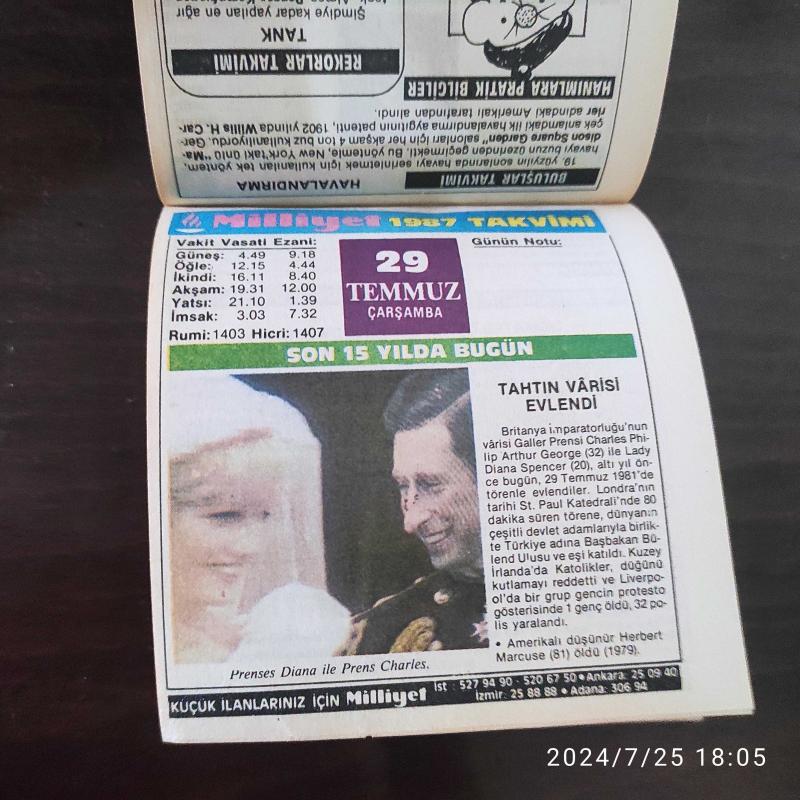 Şimdiye kadar yapılan en ağır
TANK
REKORLAR TAKVİMİ
HANIMLARA PRATİK BİLGİLER
BULUŞLAR TAKVİMİ
HAVALANDIRMA
19. yüzyılın sonlarında havayı serinletmek için kullanılan tek yöntem,
havayı buzun üzerinden geçirmekti. Bu yöntemle, New York'taki ünlü "Ma-
dison Square Garden" salonları için her akşam 4 ton buz kullanılıyordu. Ger-
çek anlamdaki ilk havalandırma aygıtının patenti, 1902 yılında Willis H. Car-
rier adındaki Amerikalı tarafından alındı.
Milliyet 1987 TAKVİMİ
Vakit Vasati Ezani:
Güneş: 4.49 9.18
Öğle: 12.15 4.44
İkindi: 16.11 8.40
Akşam: 19.31 12.00
Yatsı: 21.10 1.39
İmsak: 3.03 7.32
Rumi: 1403 Hicri: 1407
29
TEMMUZ
ÇARŞAMBA
Günün Notu:
SON 15 YILDA BUGÜN
TAHTIN VÂRİSİ
EVLENDİ
Britanya imparatorluğu'nun
vârisi Galler Prensi Charles Phi-
lip Arthur George (32) ile Lady
Diana Spencer (20), altı yıl ön-
ce bugün, 29 Temmuz 1981'de
törenle evlendiler. Londra'nın
tarihi St. Paul Katedrali'nde 80
dakika süren törene, dünyanın
çeşitli devlet adamlarıyla birlik-
te Türkiye adına Başbakan Bü-
lend Ulusu ve eşi katıldı. Kuzey
İrlanda'da Katolikler, düğünü
kutlamayı reddetti ve Liverpo-
ol'da bir grup gencin protesto
gösterisinde 1 genç öldü, 32 po-
lis yaralandı.
• Amerikalı düşünür Herbert
Marcuse (81) öldü (1979).
Prenses Diana ile Prens Charles.
KÜÇÜK İLANLARINIZ İÇİN Milliyet
İst : 527 94 90 - 520 67 50 • Ankara: 25 09 40
İzmir: 25 88 88 • Adana: 306 94
2024/7/25 18:05